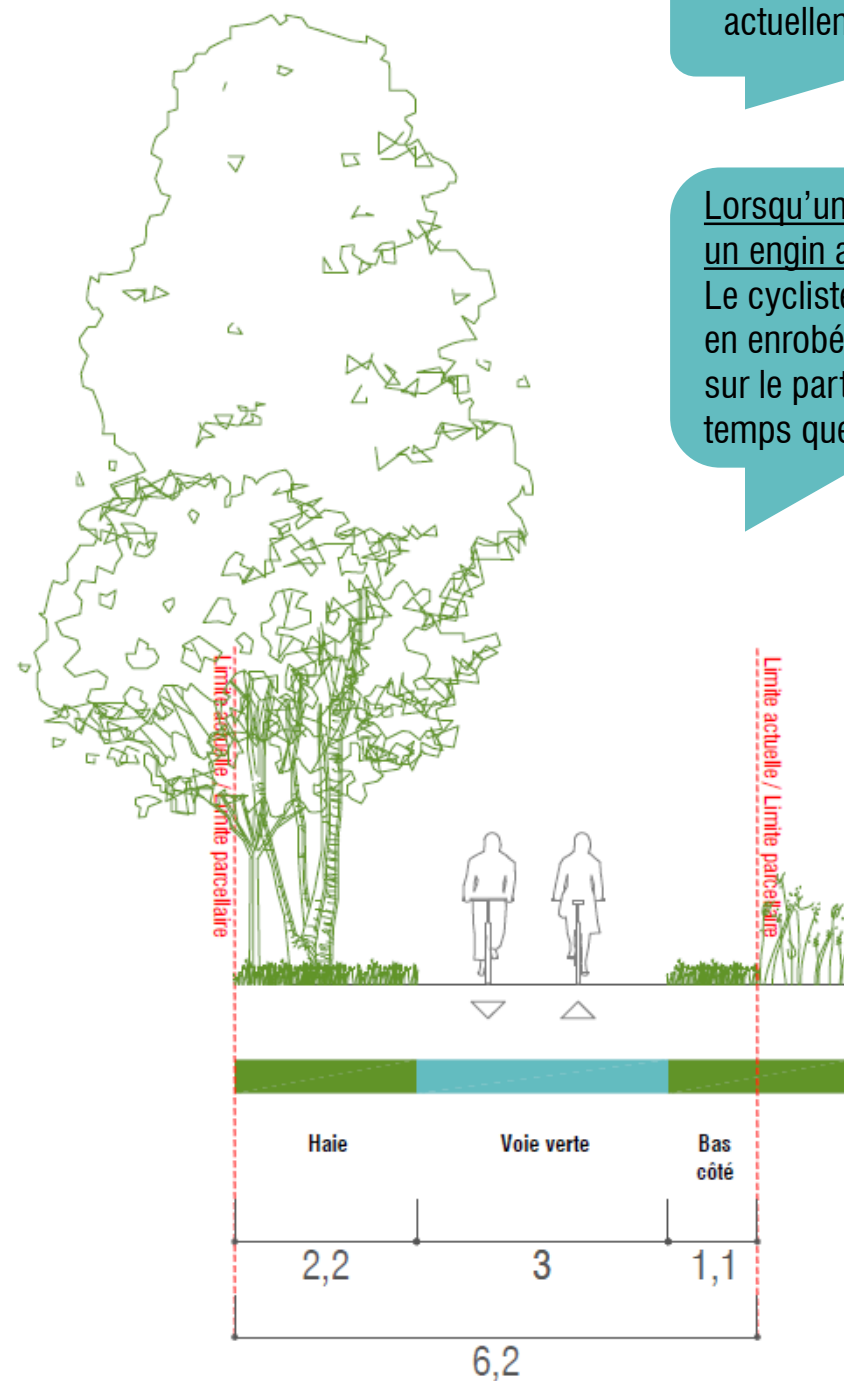 Lorsqu’un
un engin a
Le cycliste
en enrobé
sur le part
temps que
Limite actuelle / Limite parcellaire
Limite actuelle / Limite parcellaire
Haie
Voie verte
Bas
côté
2,2
3
1,1
6,2